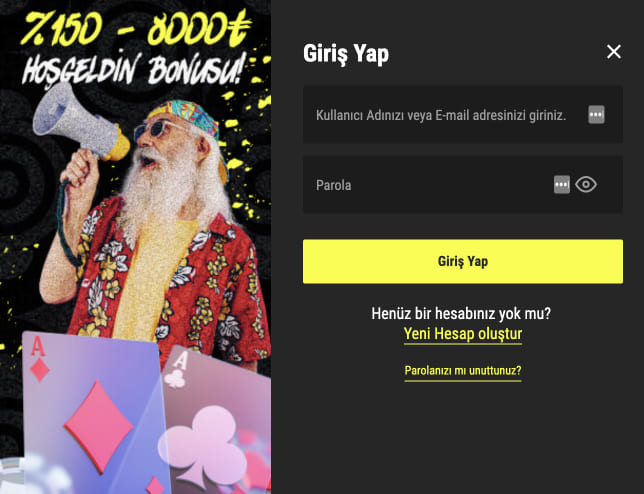 %150 - 8000₺
HOŞGELDİN BONUSU!
A
A
Giriş Yap
Kullanıcı Adınızı veya E-mail adresinizi giriniz.
Parola
Giriş Yap
Henüz bir hesabınız yok mu?
Yeni Hesap oluştur
Parolanızı mı unuttunuz?